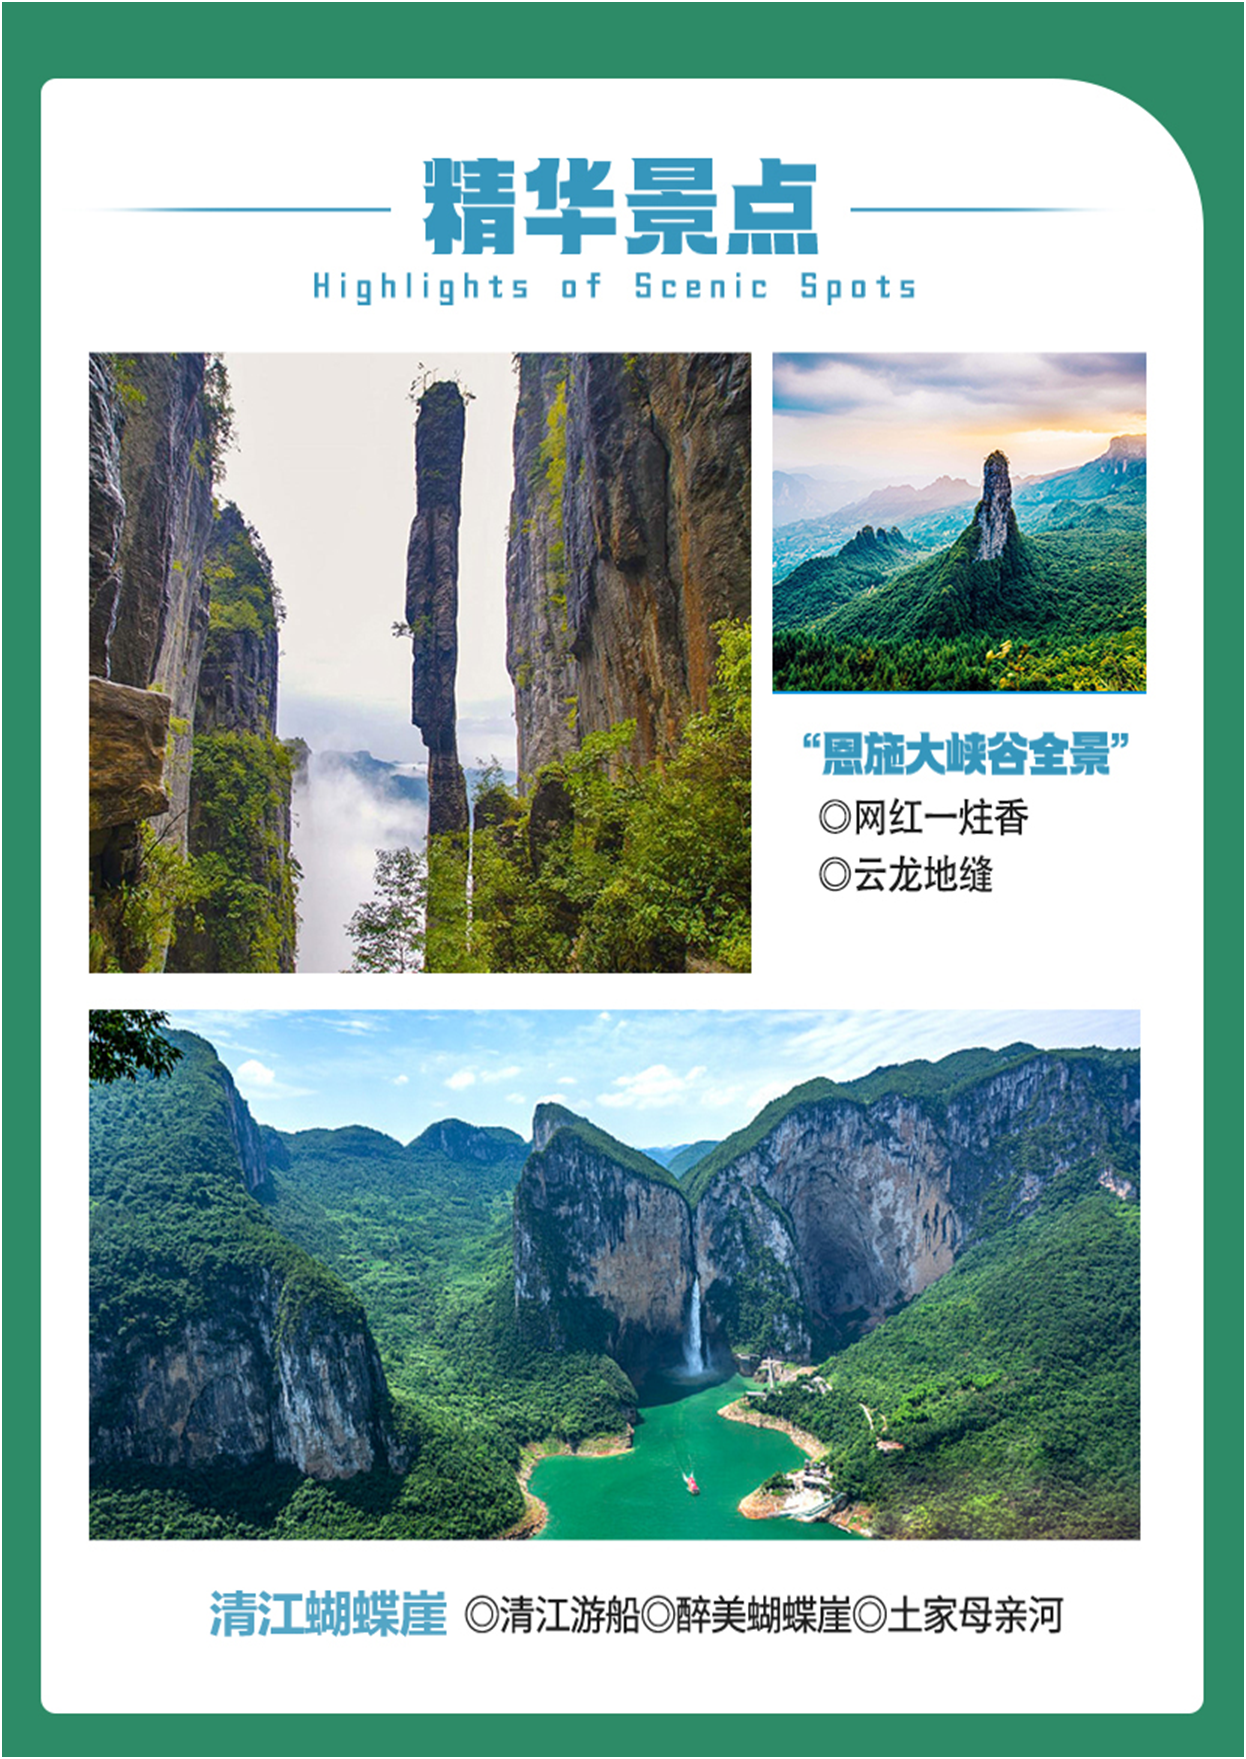 精华景点
Highlights of Scenic Spots
“恩施大峡谷全景”
◎网红一炷香
◎云龙地缝
清江蝴蝶崖 ◎清江游船◎醉美蝴蝶崖◎土家母亲河